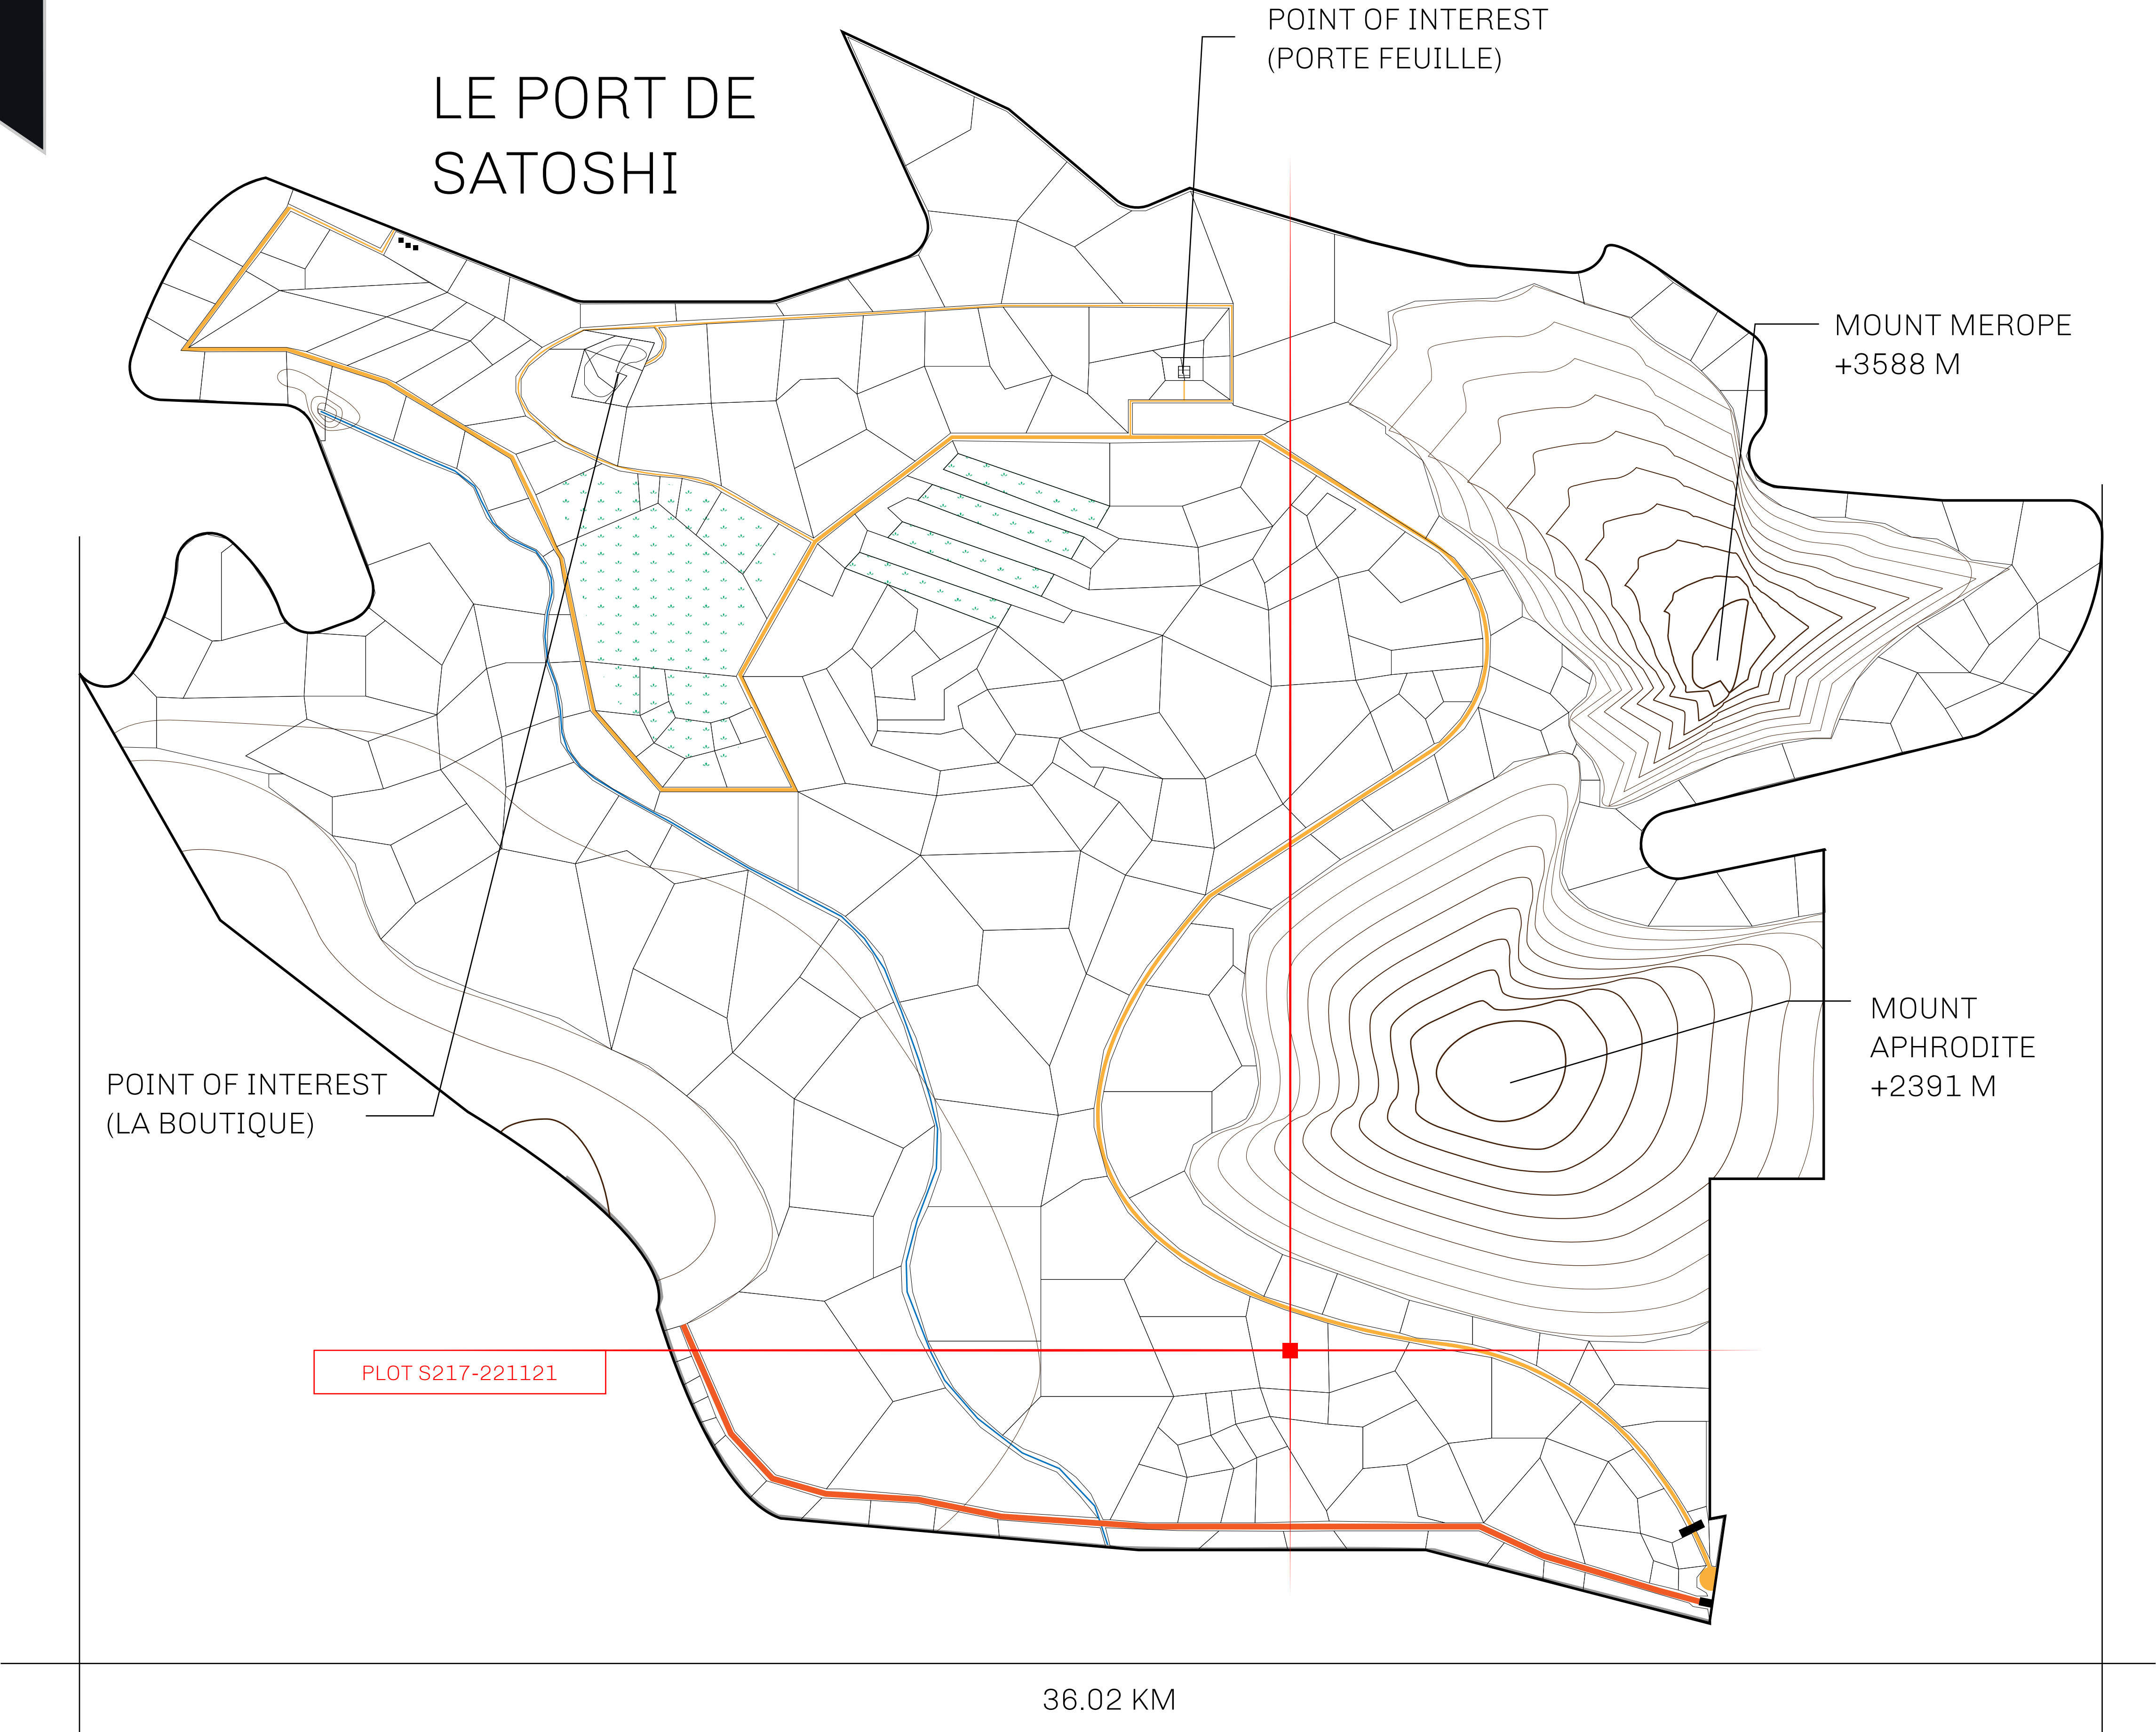 LE PORT DE
SATOSHI
POINT OF INTEREST
(PORTE FEUILLE)
MOUNT MEROPE
+3588 M
MOUNT
APHRODITE
+2391 M
POINT OF INTEREST
(LA BOUTIQUE)
PLOT S217-221121
36.02 KM